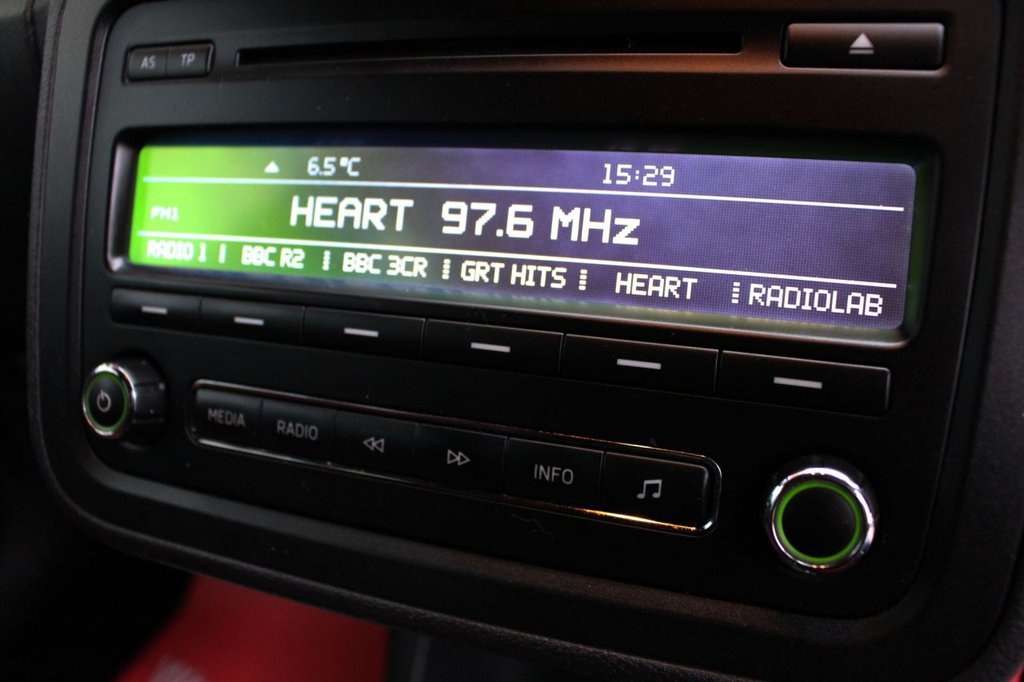 AS TP
6.5°C 15:29
FM1 HEART 97.6 MHz
RADIO 1 BBC R2 BBC 3CR GRT HITS HEART RADIOLAB
MEDIA RADIO INFO